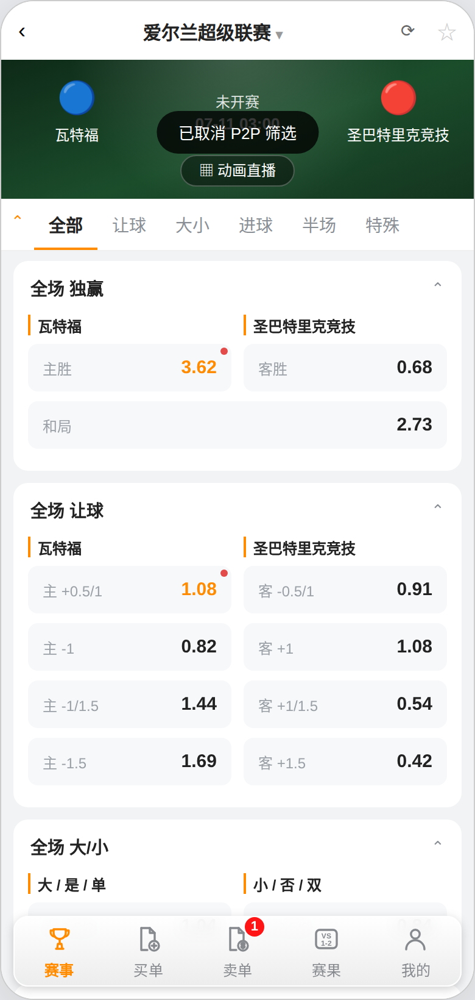 爱尔兰超级联赛
未开赛
07-11 03:00
瓦特福
已取消 P2P 筛选
圣巴特里克竞技
动画直播
全部 让球 大小 进球 半场 特殊
全场 独赢
瓦特福 圣巴特里克竞技
主胜 3.62 客胜 0.68
和局 2.73
全场 让球
瓦特福 圣巴特里克竞技
主 +0.5/1 1.08 客 -0.5/1 0.91
主 -1 0.82 客 +1 1.08
主 -1/1.5 1.44 客 +1/1.5 0.54
主 -1.5 1.69 客 +1.5 0.42
全场 大/小
大 / 是 / 单 小 / 否 / 双
1
VS
1-2
赛事 买单 卖单 赛果 我的